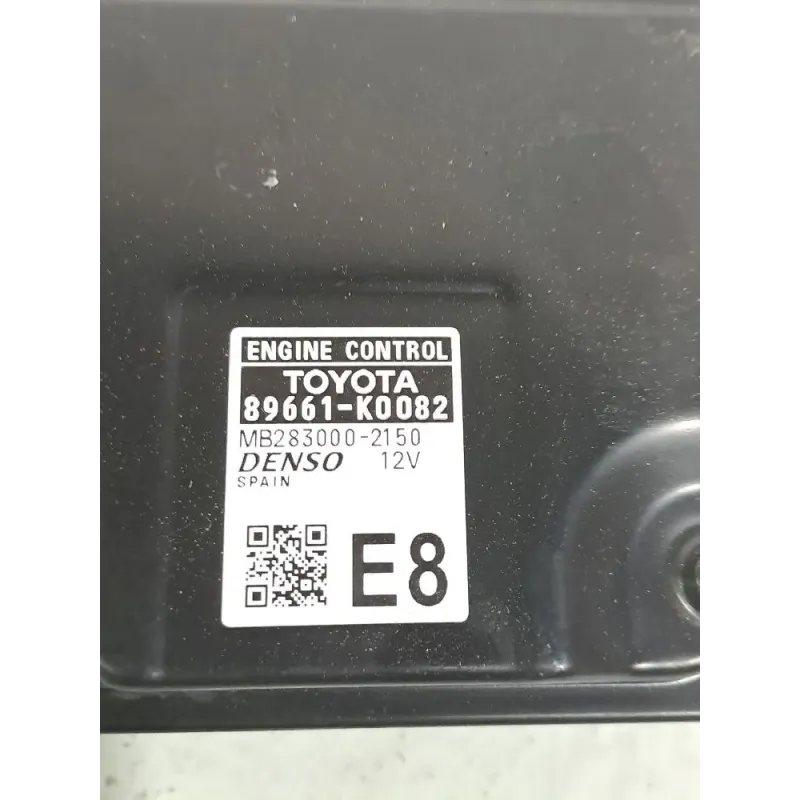 ENGINE CONTROL
TOYOTA
89661-K0082
MB283000-2150
DENSO 12V
SPAIN
E8